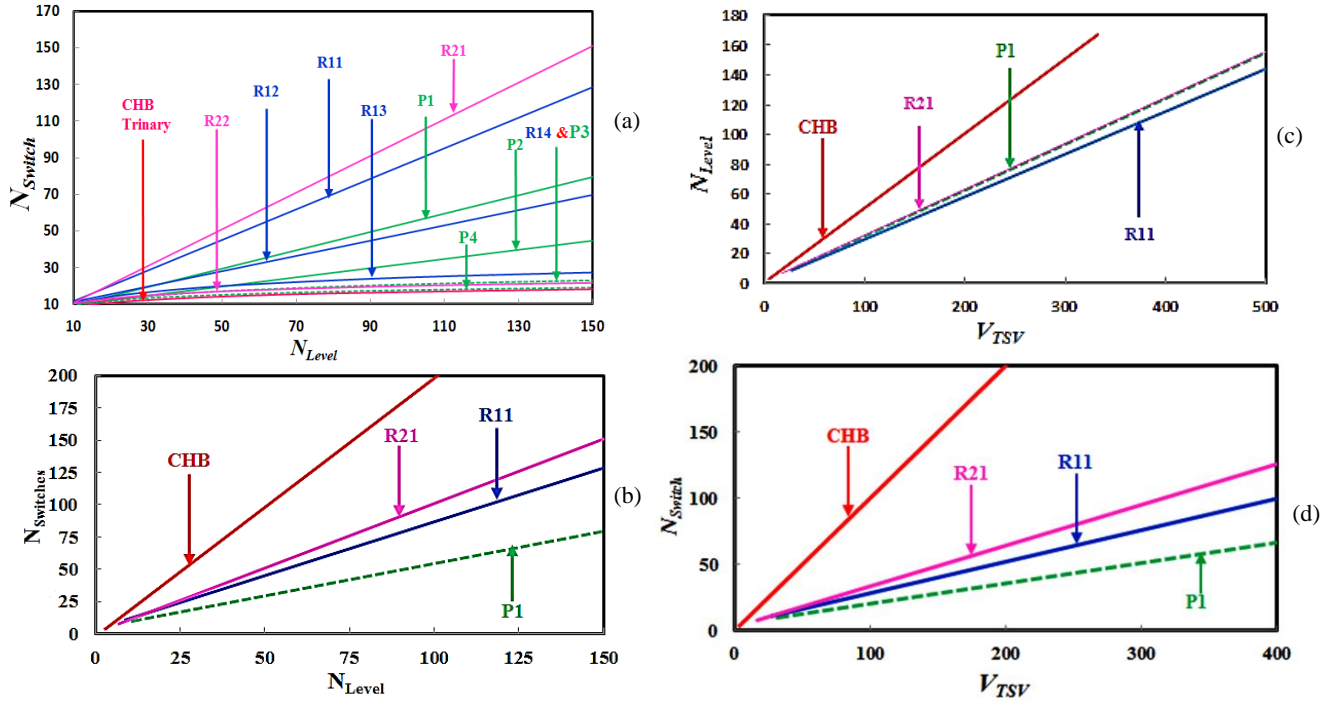 170
150
130
110
90
70
50
30
10
N_Switch
CHB
Trinary
R22
R12
R11
R13
P1
R21
P2
R14 &P3
P4
10 30 50 70 90 110 130 150
N_Level
(a)
180
160
140
120
100
80
60
40
20
0
N_Level
CHB
R21
P1
R11
0 100 200 300 400 500
V_TSV
(c)
200
175
150
125
100
75
50
25
0
N_Switches
CHB
R21
R11
P1
0 25 50 75 100 125 150
N_Level
(b)
200
150
100
50
0
N_Switch
CHB
R21
R11
P1
0 100 200 300 400
V_TSV
(d)